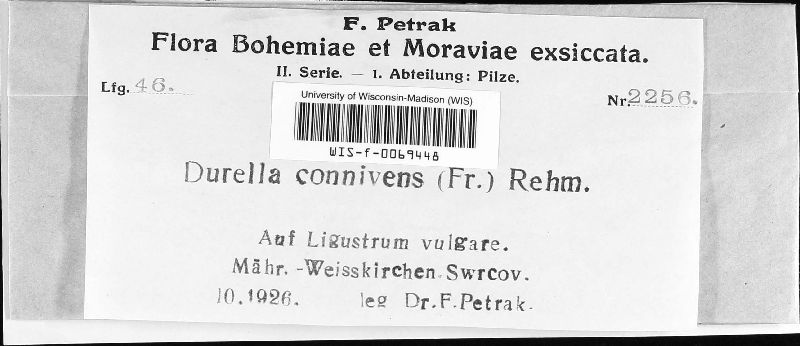 F. Petrak
Flora Bohemiae et Moraviae exsiccata.
II. Serie. — I. Abteilung: Pilze.
Lfg. 46.
Nr. 2256.
University of Wisconsin-Madison (WIS)
WIS-f-0069448
Durella connivens (Fr.) Rehm.
Auf Ligustrum vulgare.
Mähr. -Weisskirchen. Swrcov.
10.1926. leg Dr.F.Petrak.